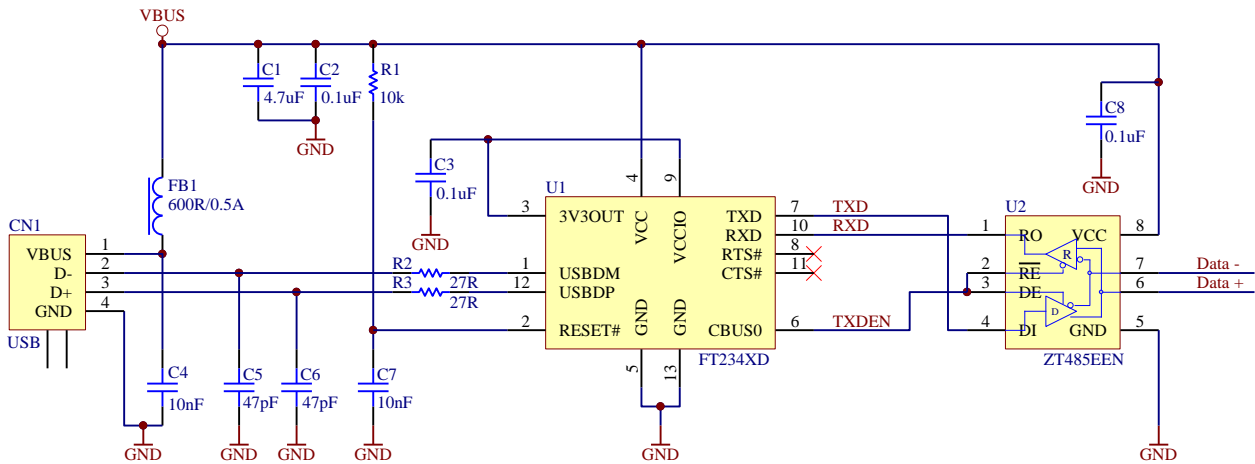 VBUS
C1
4.7uF
C2
0.1uF
R1
10k
GND
C8
0.1uF
GND
C3
0.1uF
GND
FB1
600R/0.5A
CN1
VBUS 1
D- 2
D+ 3
GND 4
USB
R2
27R
R3
27R
U1
4 9
3 3V3OUT
VCC
VCCIO
TXD 7 TXD
RXD 10 RXD
RTS# 8
CTS# 11
1 USBDM
12 USBDP
2 RESET#
GND
GND
CBUS0 6 TXDEN
FT234XD
5 13
GND
U2
1 RO VCC 8
2 RE 7 Data -
3 DE 6 Data +
4 DI GND 5
R
D
ZT485EEN
C4
10nF
GND
C5
47pF
GND
C6
47pF
GND
C7
10nF
GND
GND